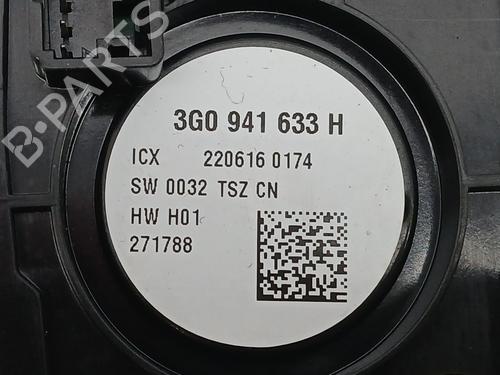 B-PARTS
3G0 941 633 H
ICX 220616 0174
SW 0032 TSZ CN
HW H01
271788